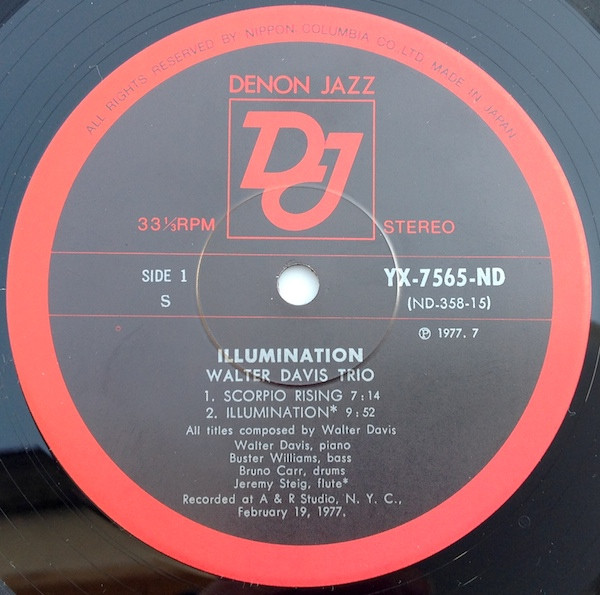 ALL RIGHTS RESERVED BY NIPPON COLUMBIA CO.LTD. MADE IN JAPAN
DENON JAZZ
DJ
33⅓RPM STEREO
SIDE 1 YX-7565-ND
S (ND-358-15)
℗ 1977. 7
ILLUMINATION
WALTER DAVIS TRIO
1. SCORPIO RISING 7:14
2. ILLUMINATION* 9:52
All titles composed by Walter Davis
Walter Davis, piano
Buster Williams, bass
Bruno Carr, drums
Jeremy Steig, flute*
Recorded at A & R Studio, N. Y. C.,
February 19, 1977.